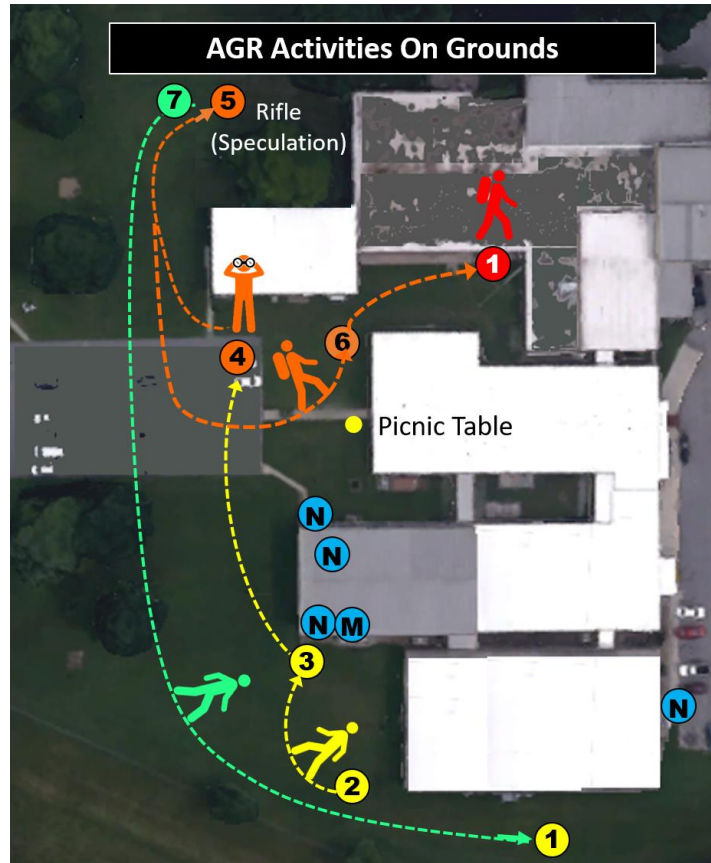 AGR Activities On Grounds
7
5
Rifle
(Speculation)
1
6
4
Picnic Table
N
N
N
M
3
N
2
1